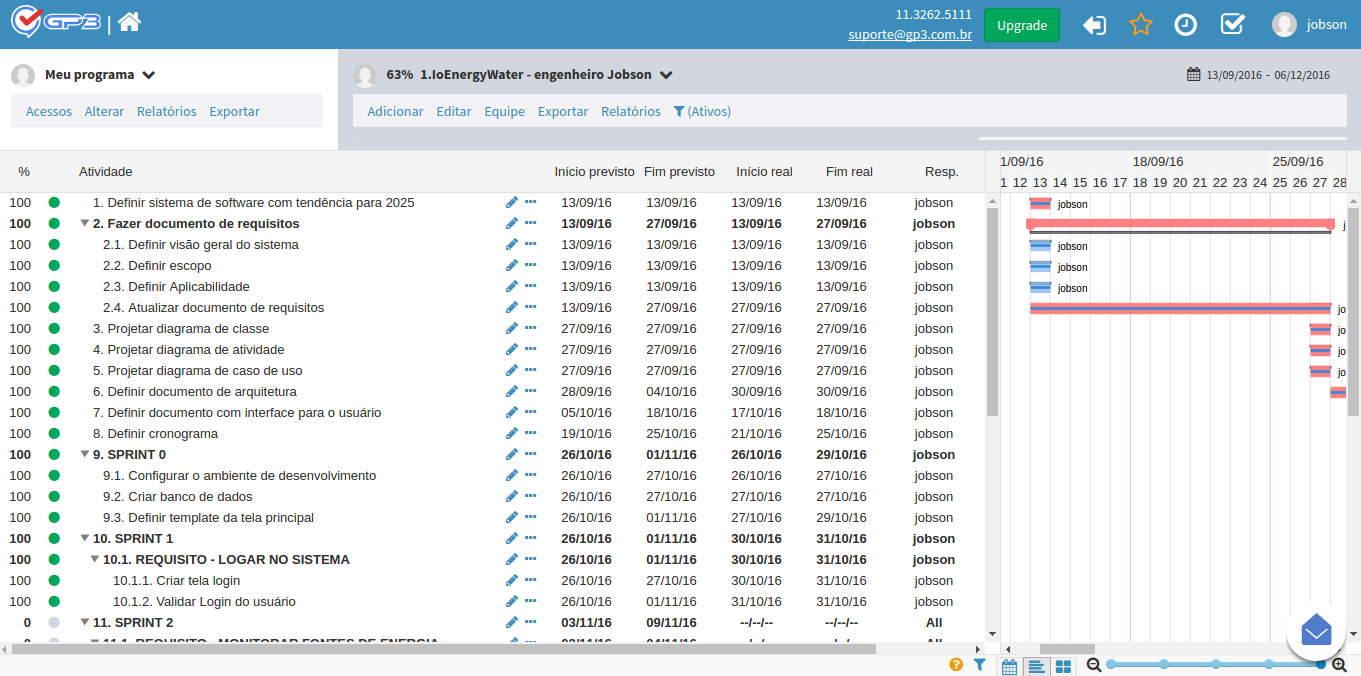 GP3 |
11.3262.5111
suporte@gp3.com.br
Upgrade
jobson
Meu programa
63% 1.IoEnergyWater - engenheiro Jobson
13/09/2016 - 06/12/2016
Acessos Alterar Relatórios Exportar
Adicionar Editar Equipe Exportar Relatórios (Ativos)
% Atividade Início previsto Fim previsto Início real Fim real Resp.
1/09/16 18/09/16 25/09/16
1 12 13 14 15 16 17 18 19 20 21 22 23 24 25 26 27 28
100 1. Definir sistema de software com tendência para 2025 13/09/16 13/09/16 13/09/16 13/09/16 jobson jobson
100 2. Fazer documento de requisitos 13/09/16 27/09/16 13/09/16 27/09/16 jobson j
100 2.1. Definir visão geral do sistema 13/09/16 13/09/16 13/09/16 13/09/16 jobson jobson
100 2.2. Definir escopo 13/09/16 13/09/16 13/09/16 13/09/16 jobson jobson
100 2.3. Definir Aplicabilidade 13/09/16 13/09/16 13/09/16 13/09/16 jobson jobson
100 2.4. Atualizar documento de requisitos 13/09/16 27/09/16 27/09/16 27/09/16 jobson jo
100 3. Projetar diagrama de classe 27/09/16 27/09/16 27/09/16 27/09/16 jobson jo
100 4. Projetar diagrama de atividade 27/09/16 27/09/16 27/09/16 27/09/16 jobson jo
100 5. Projetar diagrama de caso de uso 27/09/16 27/09/16 27/09/16 27/09/16 jobson jo
100 6. Definir documento de arquitetura 28/09/16 04/10/16 30/09/16 30/09/16 jobson
100 7. Definir documento com interface para o usuário 05/10/16 18/10/16 17/10/16 18/10/16 jobson
100 8. Definir cronograma 19/10/16 25/10/16 21/10/16 25/10/16 jobson
100 9. SPRINT 0 26/10/16 01/11/16 26/10/16 29/10/16 jobson
100 9.1. Configurar o ambiente de desenvolvimento 26/10/16 27/10/16 26/10/16 27/10/16 jobson
100 9.2. Criar banco de dados 26/10/16 27/10/16 27/10/16 27/10/16 jobson
100 9.3. Definir template da tela principal 26/10/16 01/11/16 27/10/16 29/10/16 jobson
100 10. SPRINT 1 26/10/16 01/11/16 30/10/16 31/10/16 jobson
100 10.1. REQUISITO - LOGAR NO SISTEMA 26/10/16 01/11/16 30/10/16 31/10/16 jobson
100 10.1.1. Criar tela login 26/10/16 27/10/16 30/10/16 31/10/16 jobson
100 10.1.2. Validar Login do usuário 26/10/16 01/11/16 31/10/16 31/10/16 jobson
0 11. SPRINT 2 03/11/16 09/11/16 --/--/-- --/--/-- All
0 11.1. REQUISITO - MONITORAR FONTES DE ENERGIA 03/11/16 04/11/16 --/--/-- --/--/-- All